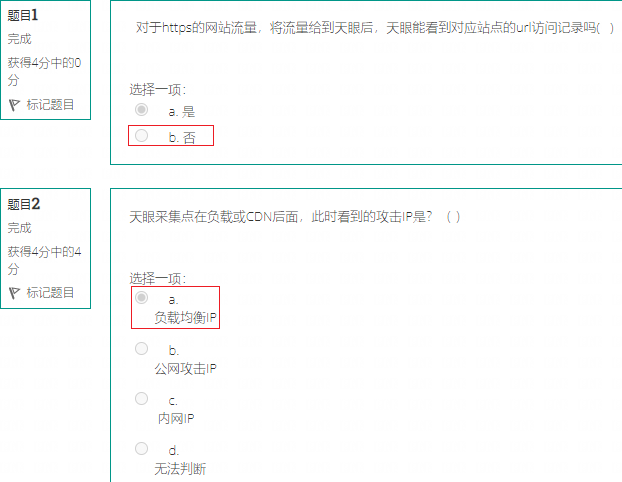 题目1
完成
获得4分中的0
分
标记题目
对于https的网站流量，将流量给到天眼后，天眼能看到对应站点的url访问记录吗( )
选择一项：
a. 是
b. 否
题目2
完成
获得4分中的4
分
标记题目
天眼采集点在负载或CDN后面，此时看到的攻击IP是？（ ）
选择一项：
a.
负载均衡IP
b.
公网攻击IP
c.
内网IP
d.
无法判断